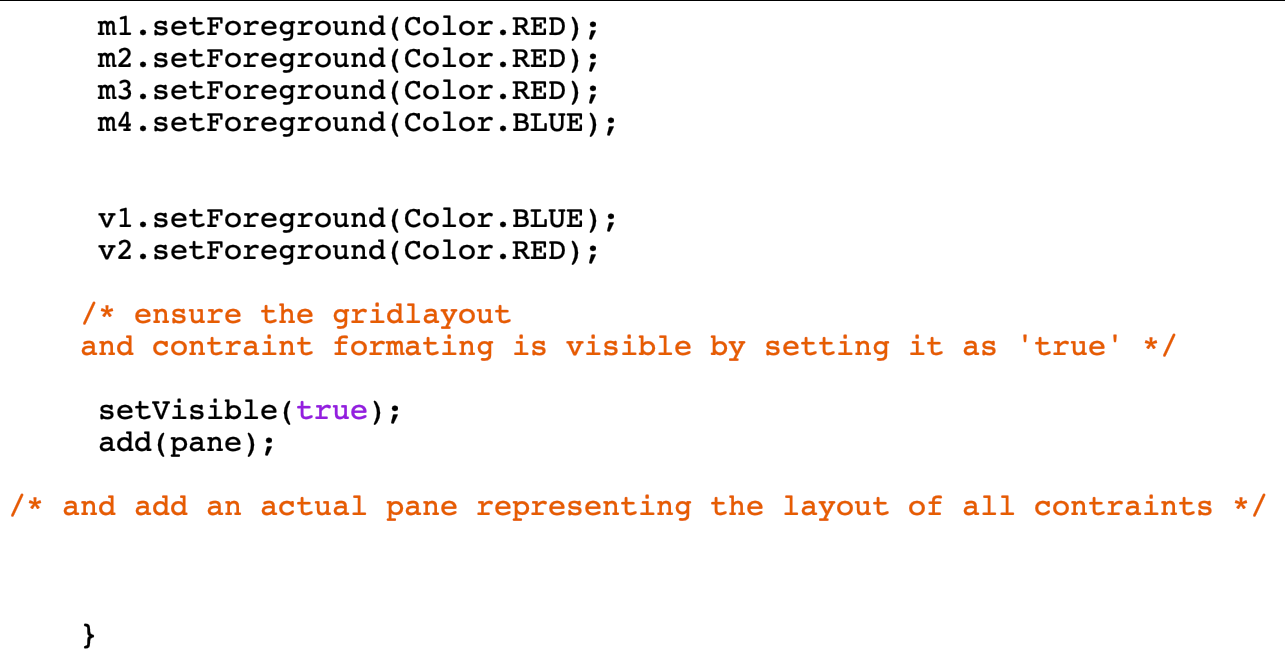 m1.setForeground(Color.RED);
m2.setForeground(Color.RED);
m3.setForeground(Color.RED);
m4.setForeground(Color.BLUE);
v1.setForeground(Color.BLUE);
v2.setForeground(Color.RED);
/* ensure the gridlayout
and contraint formating is visible by setting it as 'true' */
setVisible(true);
add(pane);
/* and add an actual pane representing the layout of all contraints */
}